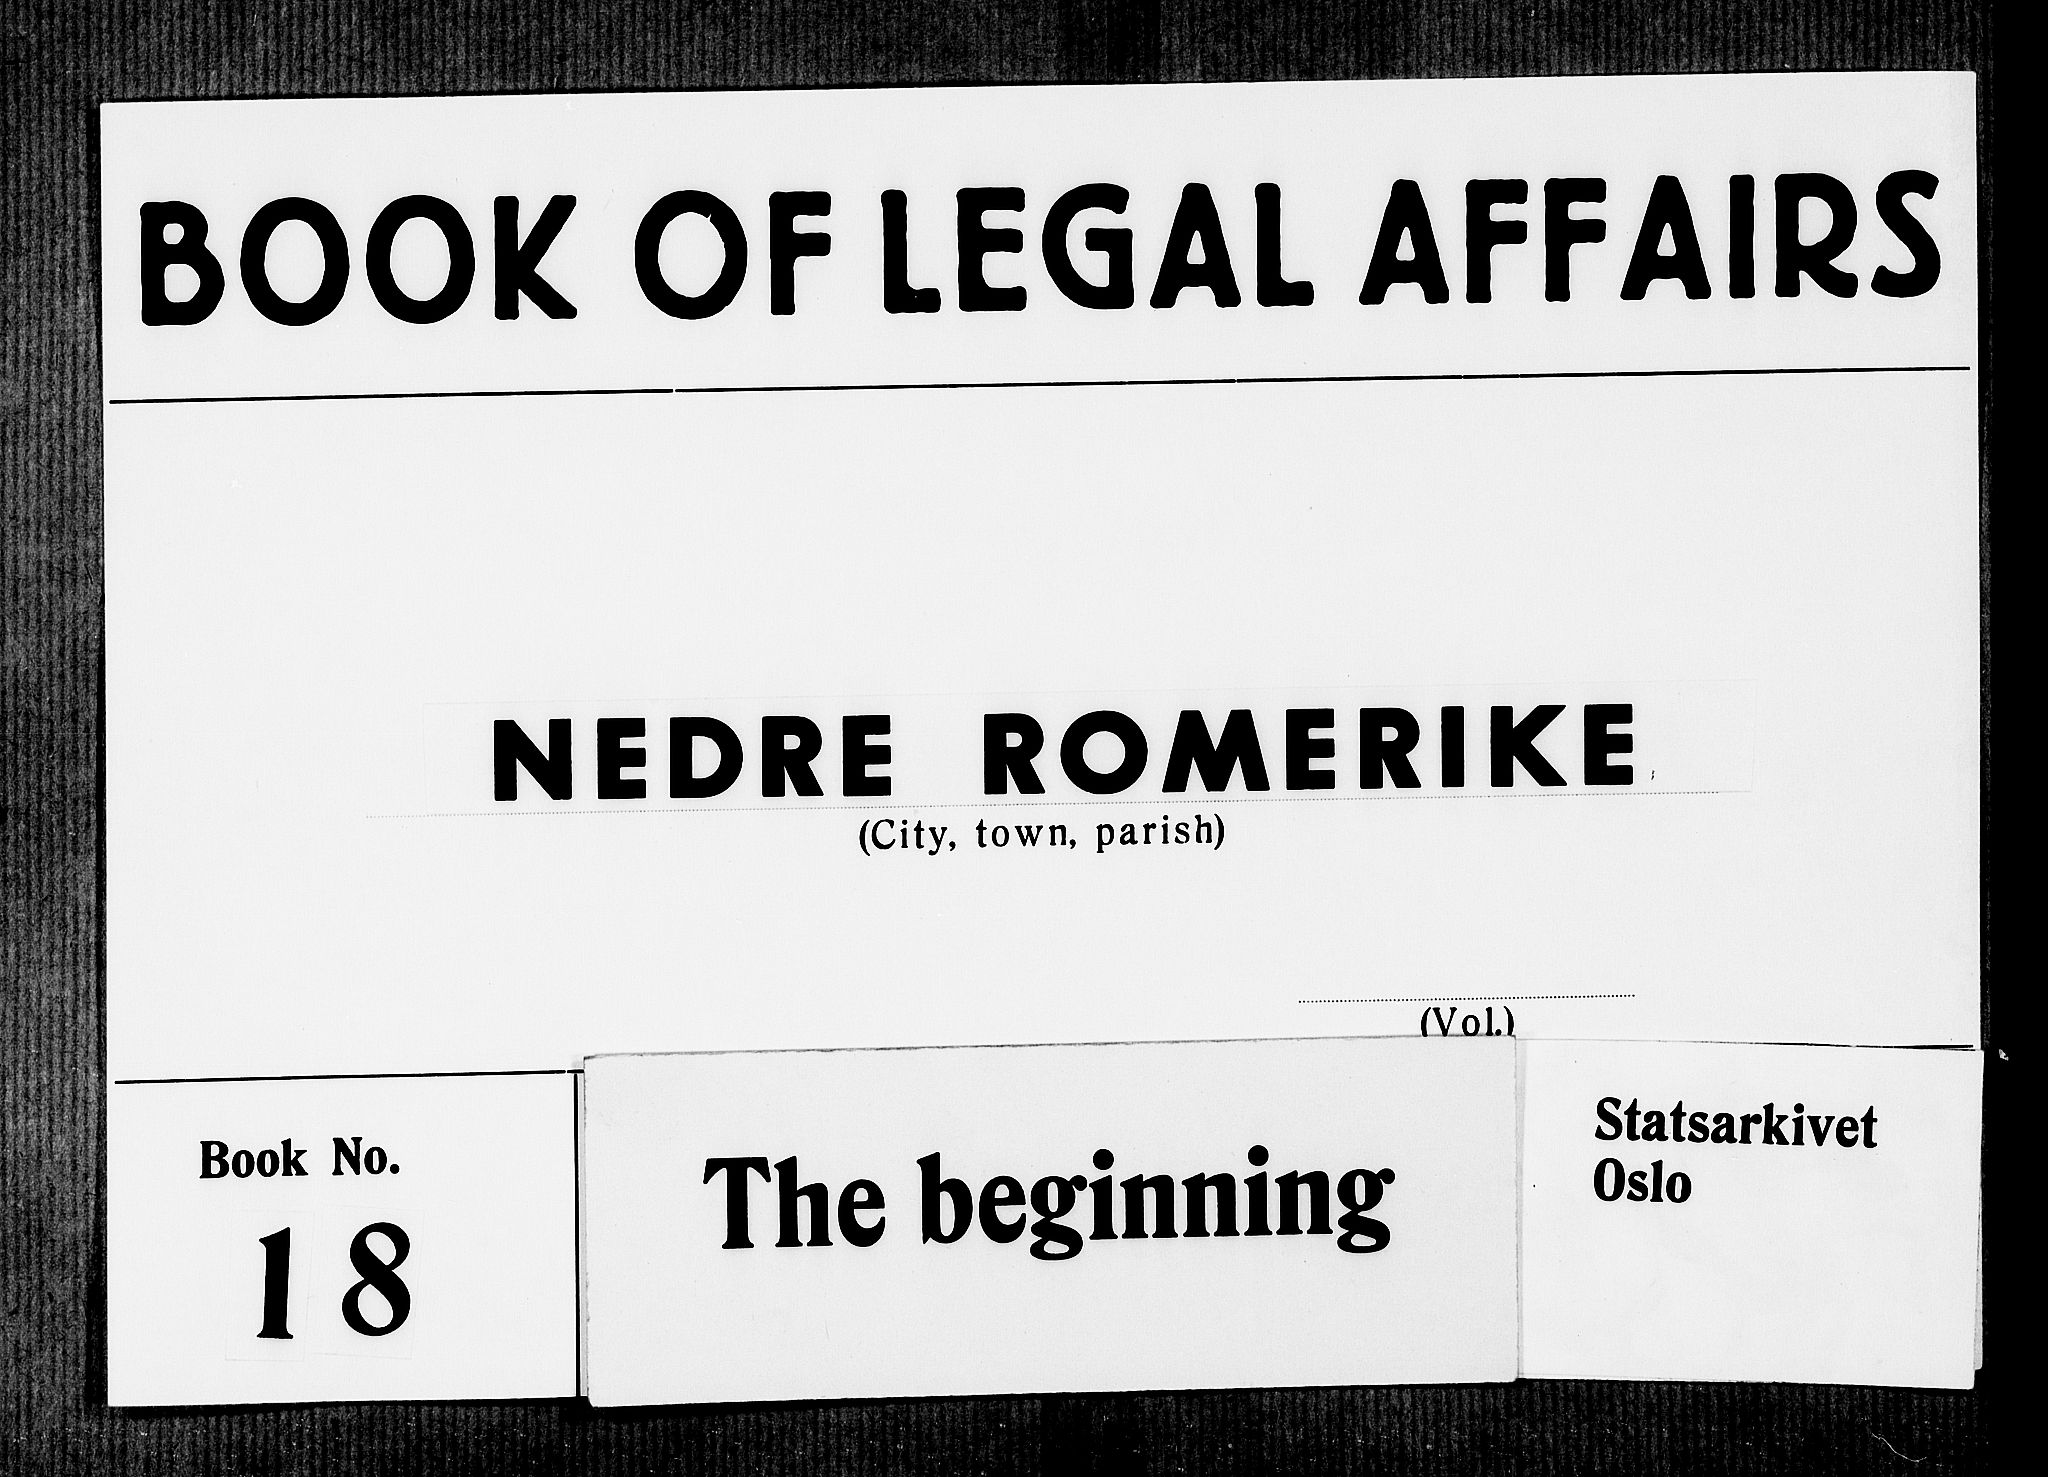 BOOK OF LEGAL AFFAIRS
NEDRE ROMERIKE
(City, town, parish)
(Vol.)
Book No.
18
The beginning
Statsarkivet
Oslo